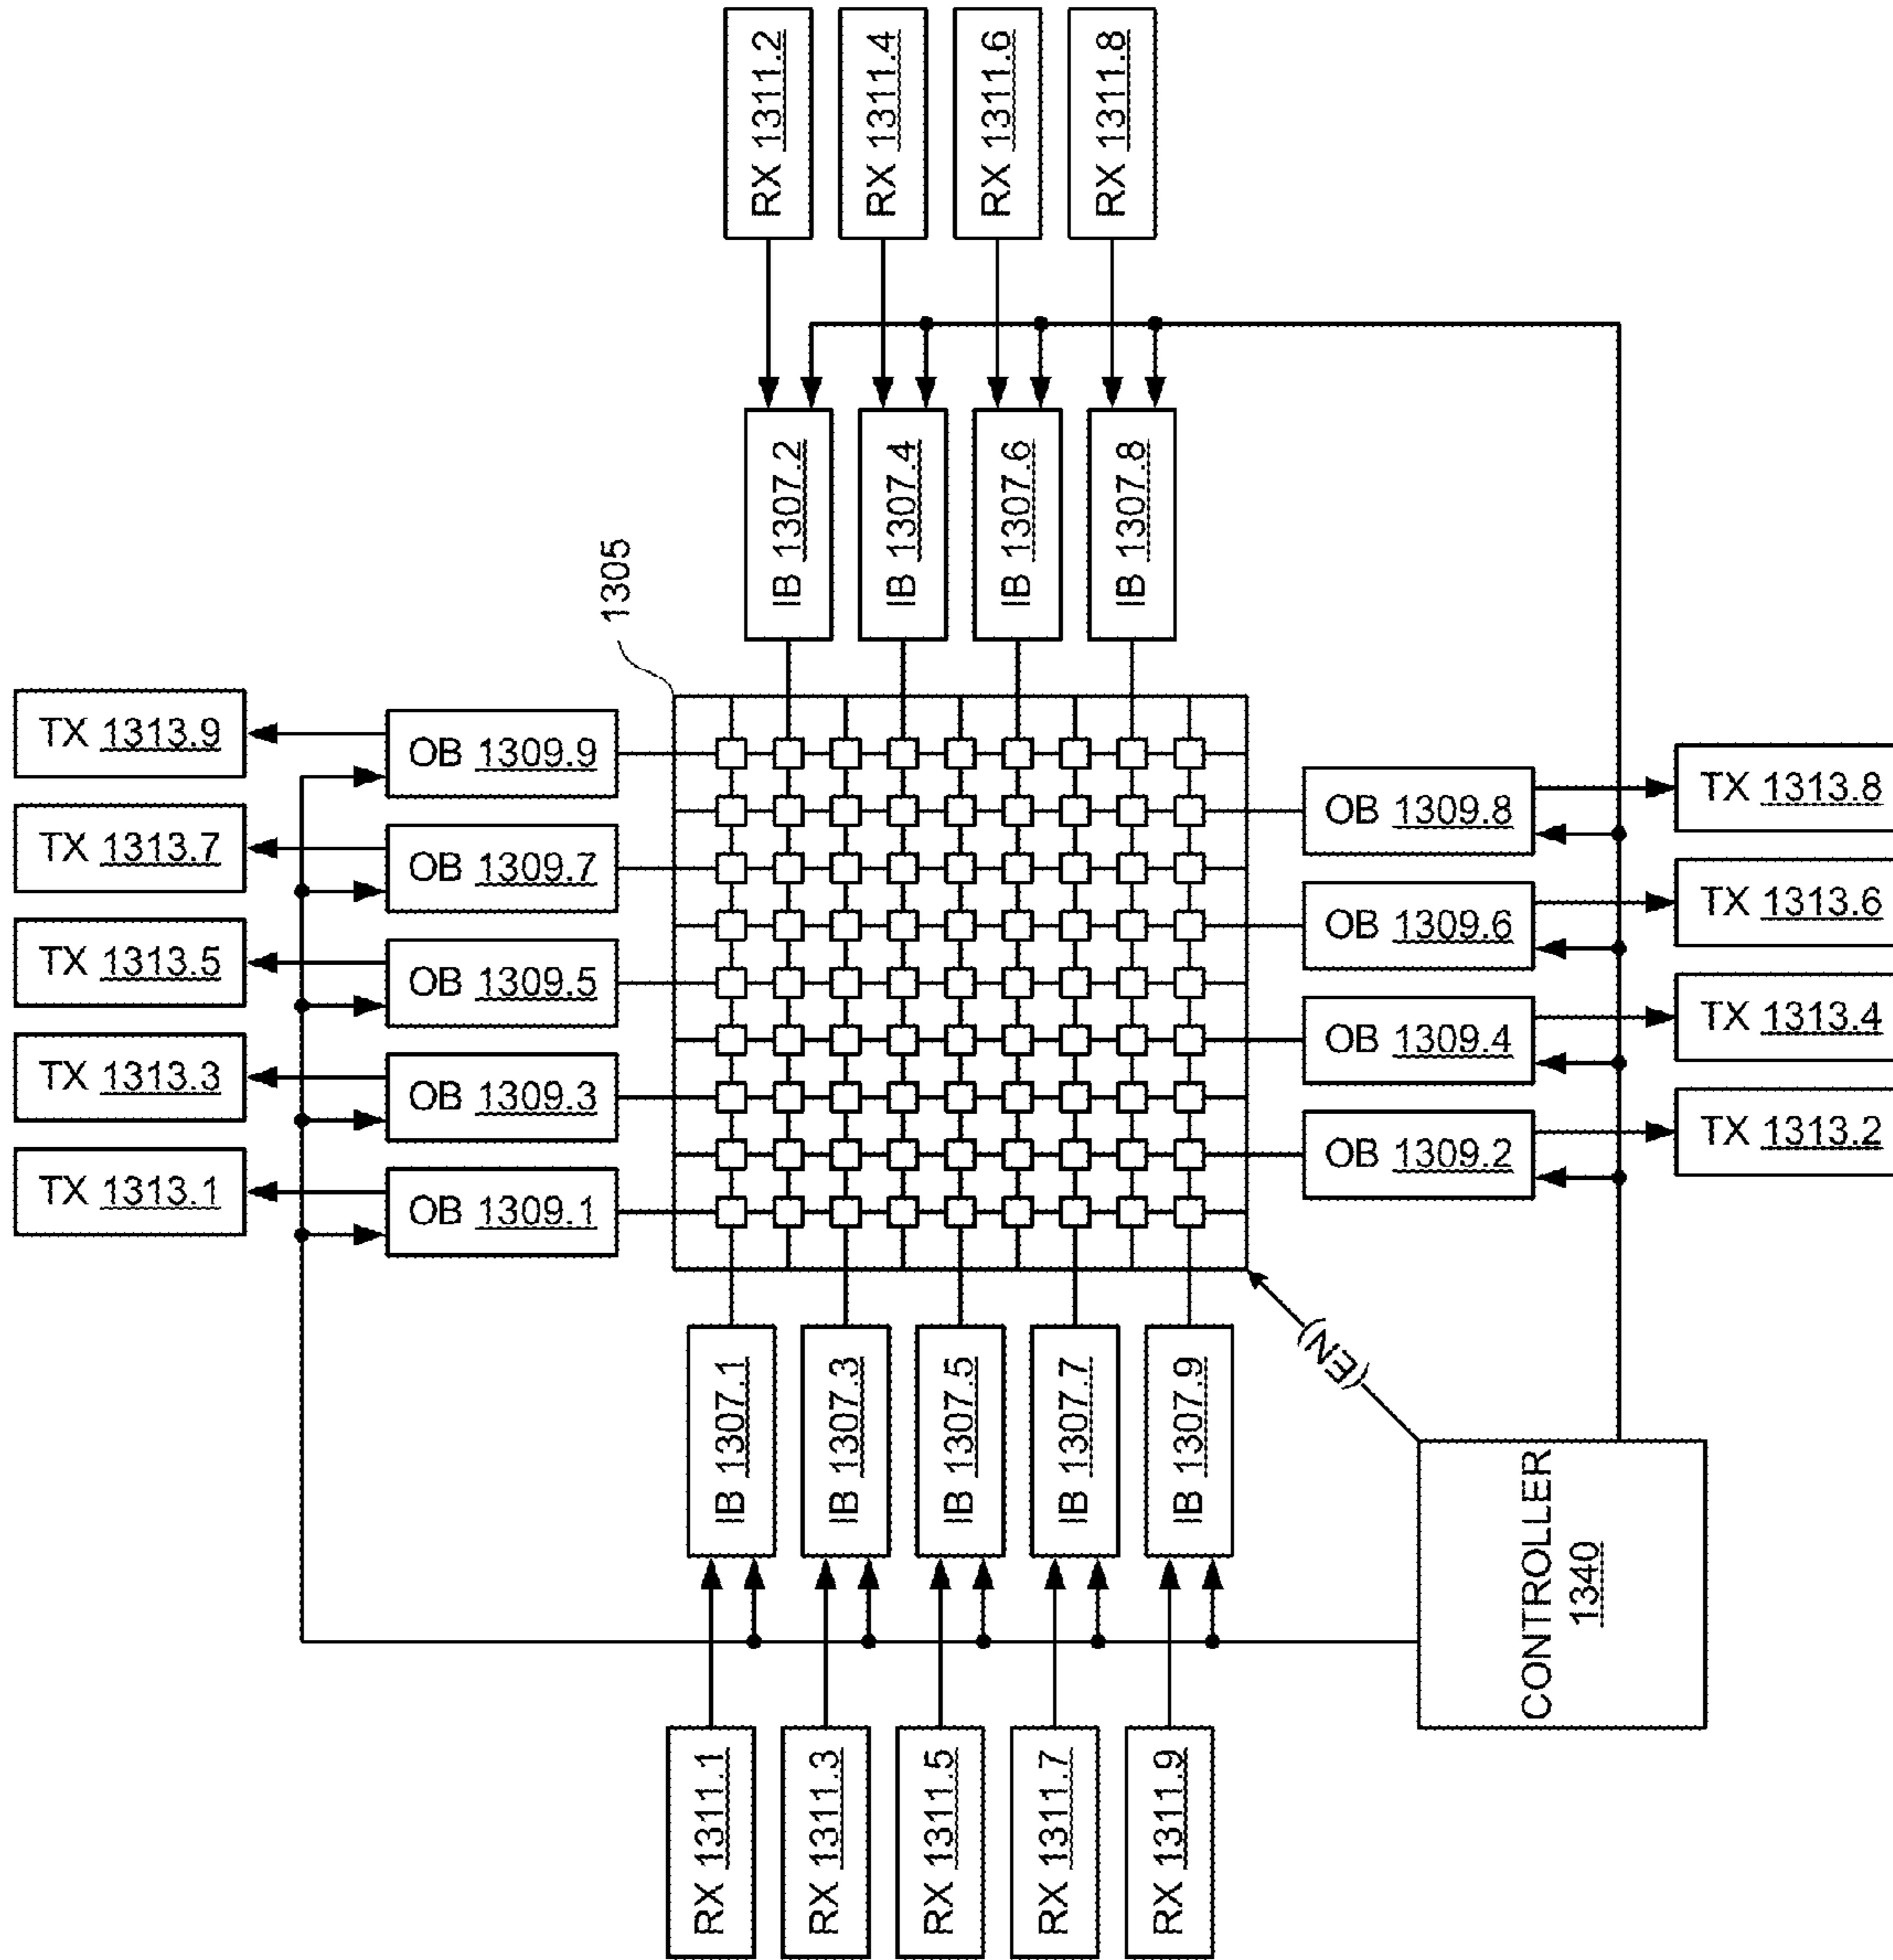 TX 1313.9
TX 1313.7
TX 1313.5
TX 1313.3
TX 1313.1
OB 1309.9
OB 1309.7
OB 1309.5
OB 1309.3
OB 1309.1
1305
RX 1311.2
RX 1311.4
RX 1311.6
RX 1311.8
IB 1307.2
IB 1307.4
IB 1307.6
IB 1307.8
IB 1307.1
IB 1307.3
IB 1307.5
IB 1307.7
IB 1307.9
RX 1311.1
RX 1311.3
RX 1311.5
RX 1311.7
RX 1311.9
OB 1309.8
OB 1309.6
OB 1309.4
OB 1309.2
TX 1313.8
TX 1313.6
TX 1313.4
TX 1313.2
(EN)
CONTROLLER
1340